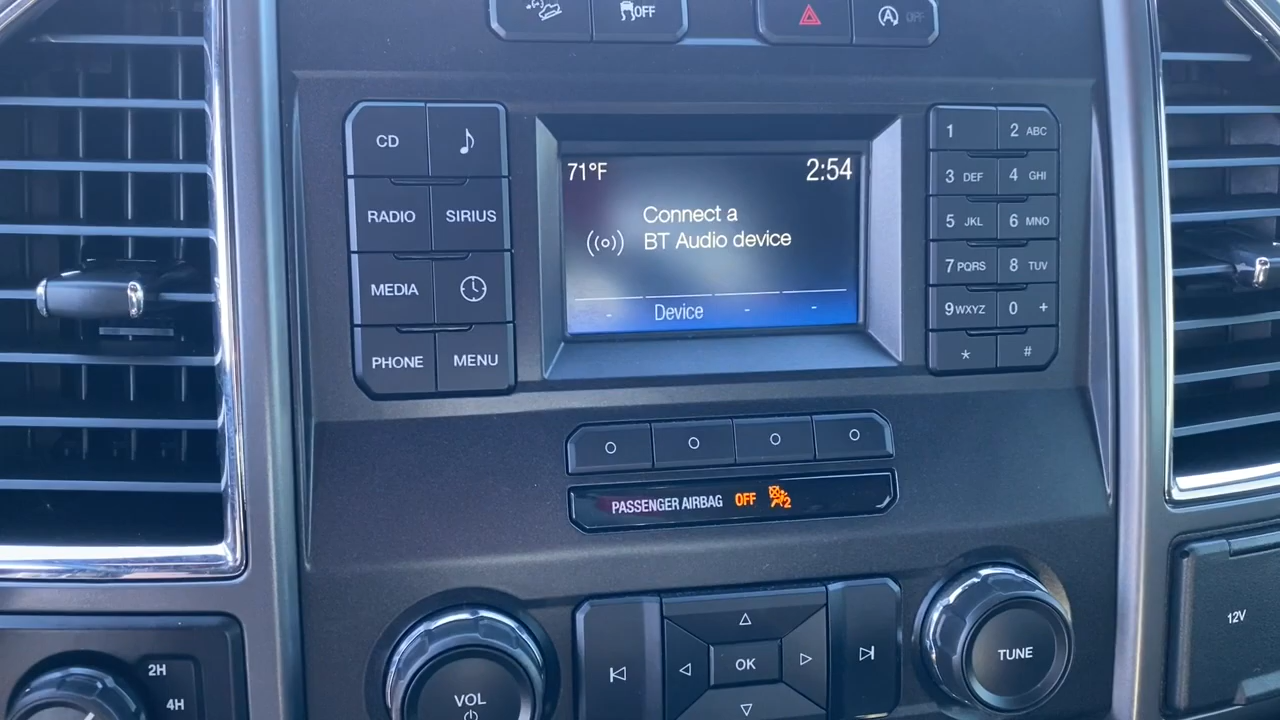 OFF
OFF
CD
RADIO SIRIUS
MEDIA
PHONE MENU
71°F 2:54
Connect a
BT Audio device
- Device - -
1 2 ABC
3 DEF 4 GHI
5 JKL 6 MNO
7 PQRS 8 TUV
9 WXYZ 0 +
* #
PASSENGER AIRBAG OFF 2
VOL
OK
TUNE
2H
4H
12V